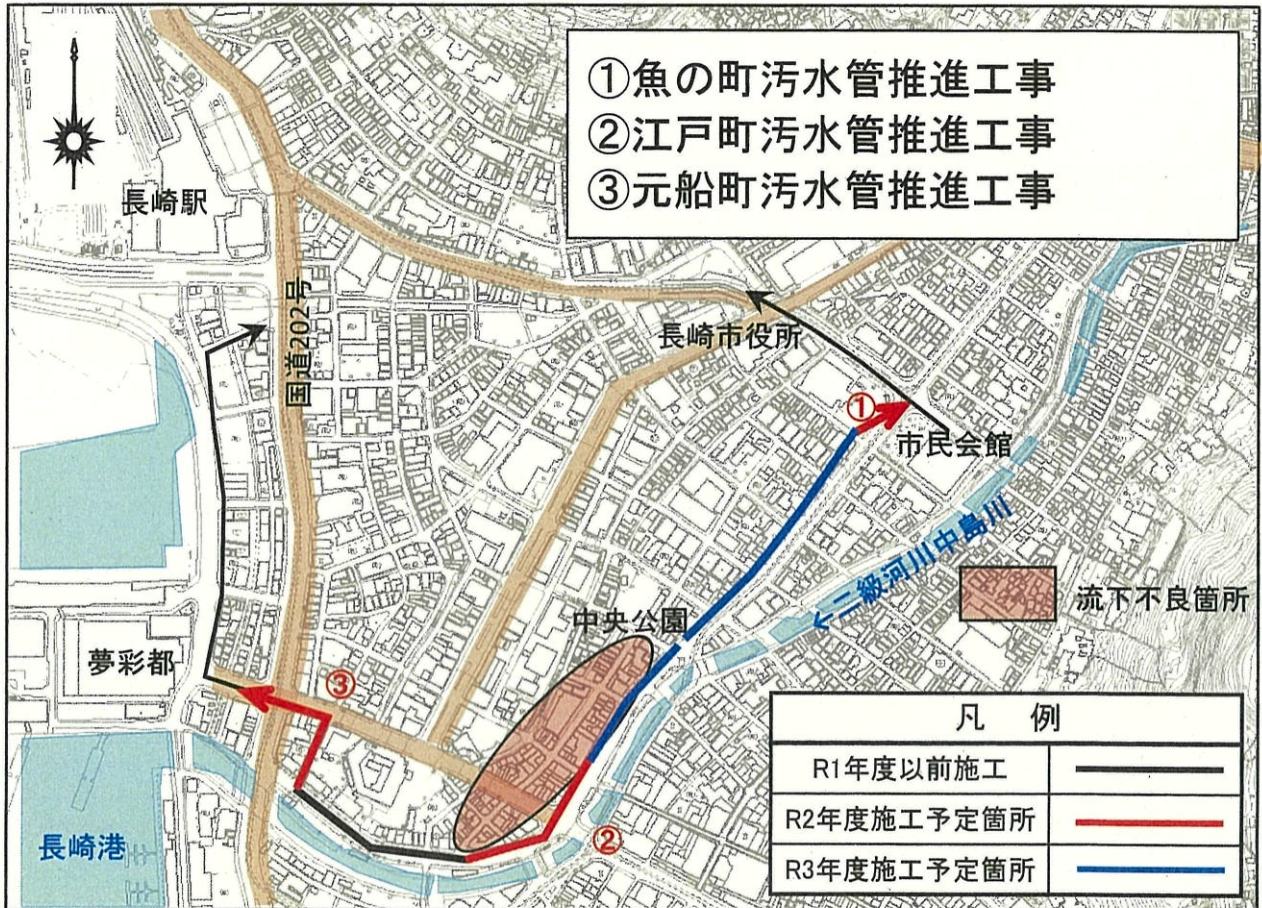 ①魚の町汚水管推進工事
②江戸町汚水管推進工事
③元船町汚水管推進工事
長崎駅
国道202号
長崎市役所
①
市民会館
←二級河川中島川
流下不良箇所
中央公園
夢彩都
③
②
長崎港
凡 例
R1年度以前施工
R2年度施工予定箇所
R3年度施工予定箇所